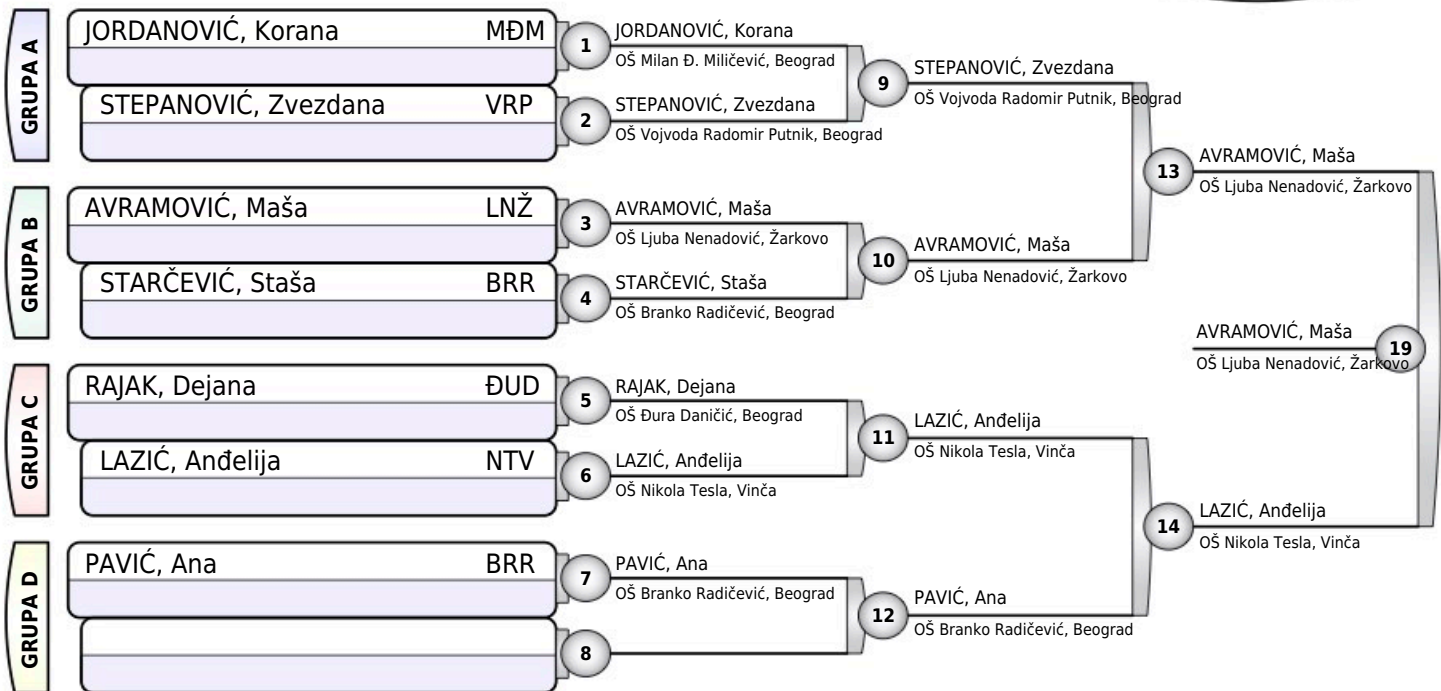 GRUPA A
JORDANOVIĆ, Korana MĐM
STEPANOVIĆ, Zvezdana VRP
GRUPA B
AVRAMOVIĆ, Maša LNŽ
STARČEVIĆ, Staša BRR
GRUPA C
RAJAK, Dejana ĐUD
LAZIĆ, Anđelija NTV
GRUPA D
PAVIĆ, Ana BRR
1
JORDANOVIĆ, Korana
OŠ Milan Đ. Miličević, Beograd
2
STEPANOVIĆ, Zvezdana
OŠ Vojvoda Radomir Putnik, Beograd
3
AVRAMOVIĆ, Maša
OŠ Ljuba Nenadović, Žarkovo
4
STARČEVIĆ, Staša
OŠ Branko Radičević, Beograd
5
RAJAK, Dejana
OŠ Đura Daničić, Beograd
6
LAZIĆ, Anđelija
OŠ Nikola Tesla, Vinča
7
PAVIĆ, Ana
OŠ Branko Radičević, Beograd
8
9
STEPANOVIĆ, Zvezdana
OŠ Vojvoda Radomir Putnik, Beograd
10
AVRAMOVIĆ, Maša
OŠ Ljuba Nenadović, Žarkovo
11
LAZIĆ, Anđelija
OŠ Nikola Tesla, Vinča
12
PAVIĆ, Ana
OŠ Branko Radičević, Beograd
13
AVRAMOVIĆ, Maša
OŠ Ljuba Nenadović, Žarkovo
14
LAZIĆ, Anđelija
OŠ Nikola Tesla, Vinča
AVRAMOVIĆ, Maša
OŠ Ljuba Nenadović, Žarkovo
19